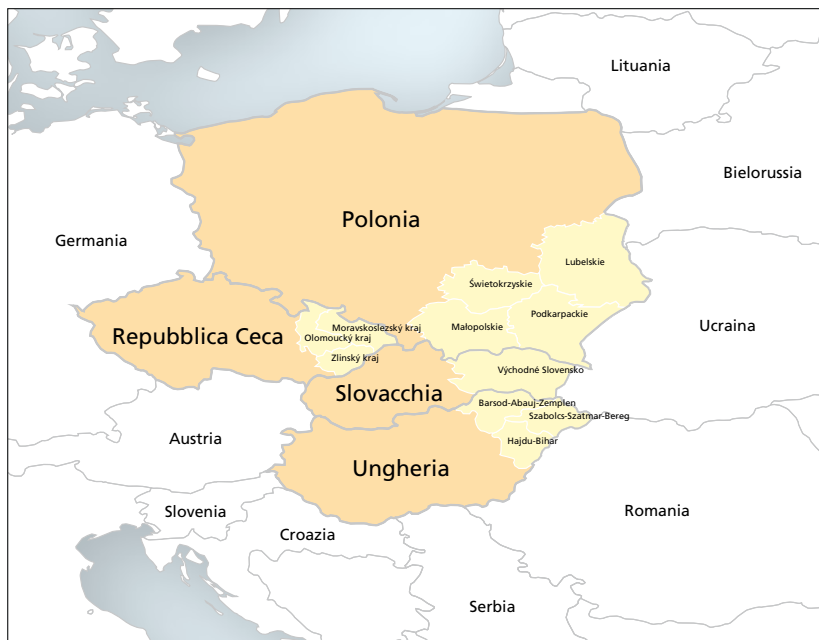 Lituania
Bielorussia
Polonia
Germania
Lubelskie
Świetokrzyskie
Podkarpackie
Ucraina
Małopolskie
Moravskoslezský kraj
Repubblica Ceca
Olomoucký kraj
Zlínský kraj
Východné Slovensko
Slovacchia
Barsod-Abauj-Zemplen
Szabolcs-Szatmar-Bereg
Austria
Hajdu-Bihar
Ungheria
Slovenia
Romania
Croazia
Serbia